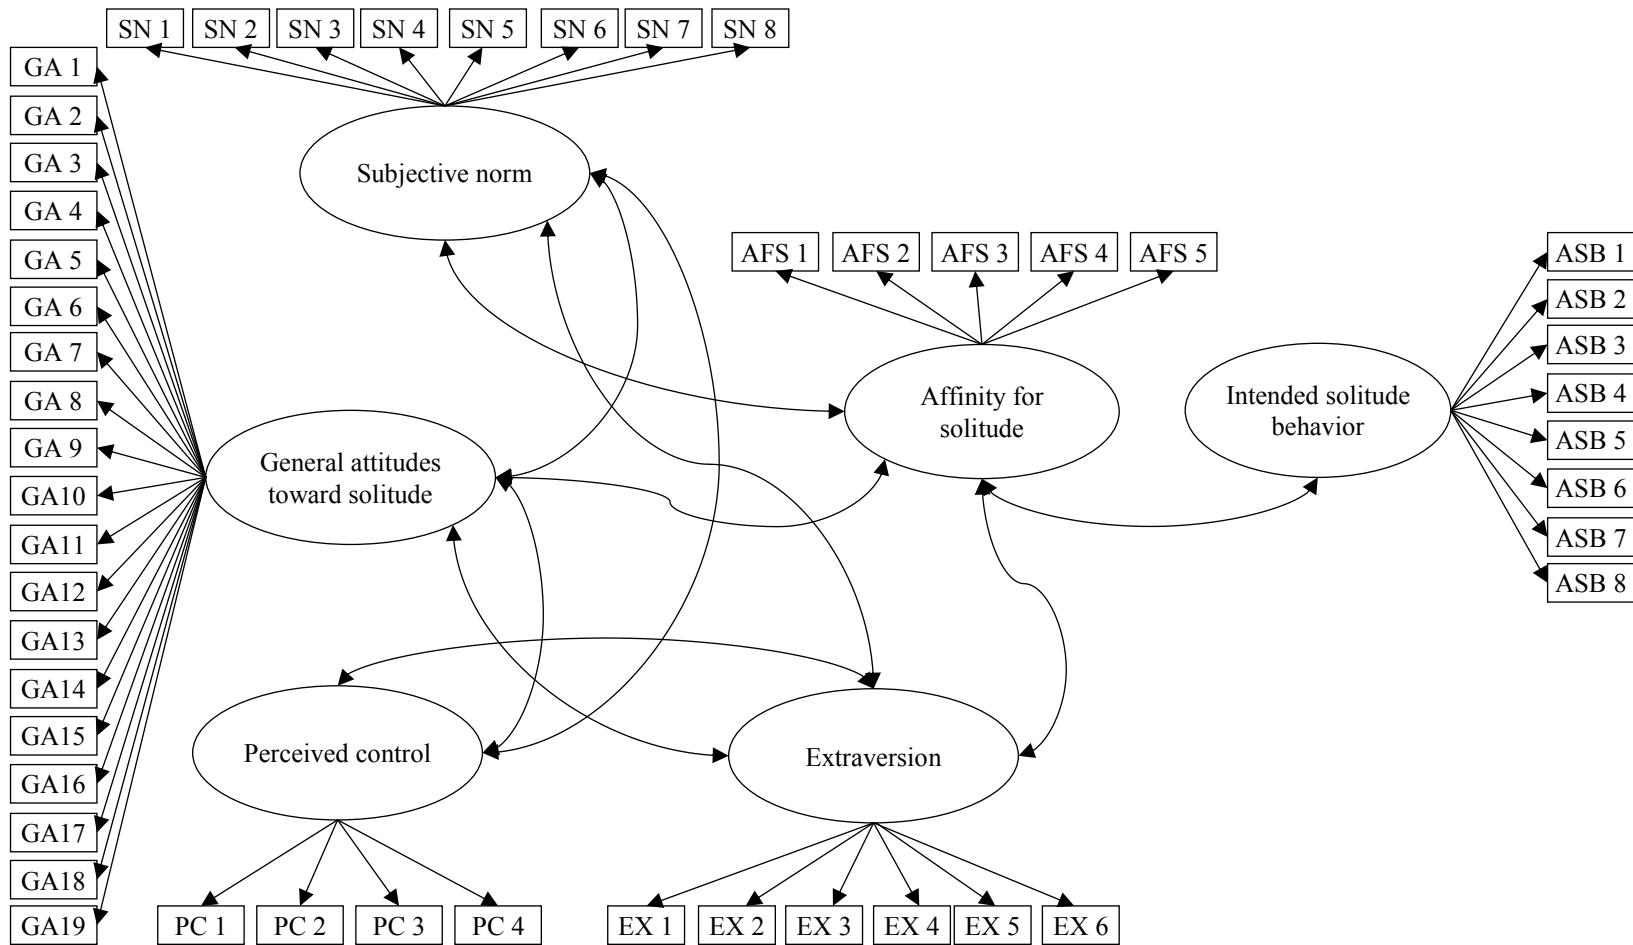 SN 1
SN 2
SN 3
SN 4
SN 5
SN 6
SN 7
SN 8
GA 1
GA 2
GA 3
GA 4
GA 5
GA 6
GA 7
GA 8
GA 9
GA10
GA11
GA12
GA13
GA14
GA15
GA16
GA17
GA18
GA19
Subjective norm
AFS 1
AFS 2
AFS 3
AFS 4
AFS 5
Affinity for
solitude
Intended solitude
behavior
ASB 1
ASB 2
ASB 3
ASB 4
ASB 5
ASB 6
ASB 7
ASB 8
General attitudes
toward solitude
Perceived control
Extraversion
PC 1
PC 2
PC 3
PC 4
EX 1
EX 2
EX 3
EX 4
EX 5
EX 6